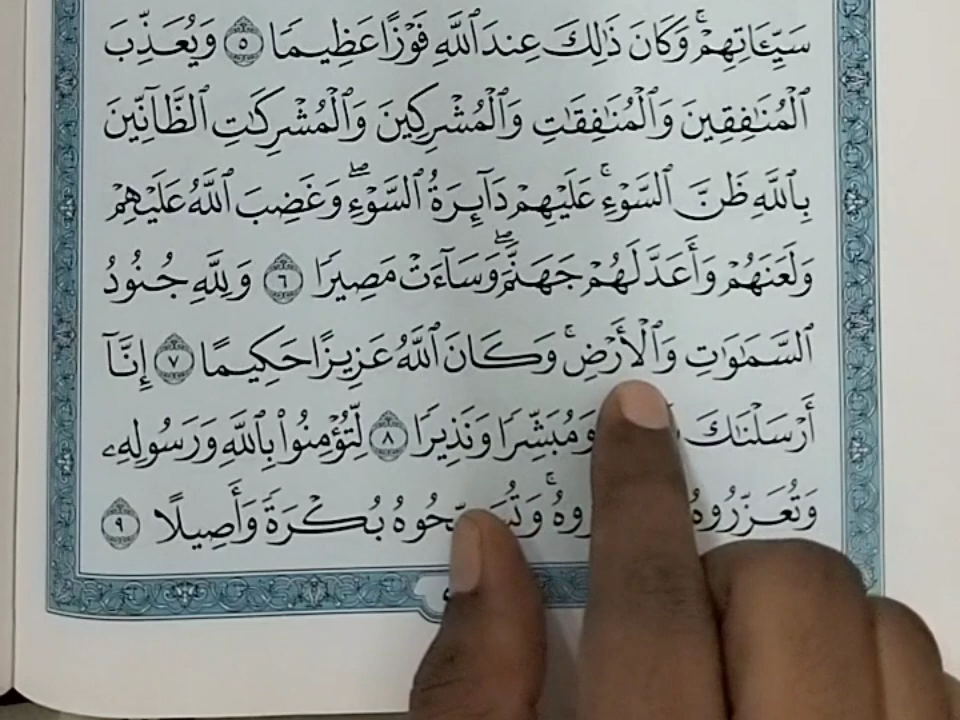 سَيِّـَٔاتِهِمۡۚ وَكَانَ ذَٰلِكَ عِندَ ٱللَّهِ فَوۡزًا عَظِيمٗا ٥ وَيُعَذِّبَ
ٱلۡمُنَٰفِقِينَ وَٱلۡمُنَٰفِقَٰتِ وَٱلۡمُشۡرِكِينَ وَٱلۡمُشۡرِكَٰتِ ٱلظَّآنِّينَ
بِٱللَّهِ ظَنَّ ٱلسَّوۡءِۚ عَلَيۡهِمۡ دَآئِرَةُ ٱلسَّوۡءِۖ وَغَضِبَ ٱللَّهُ عَلَيۡهِمۡ
وَلَعَنَهُمۡ وَأَعَدَّ لَهُمۡ جَهَنَّمَۖ وَسَآءَتۡ مَصِيرٗا ٦ وَلِلَّهِ جُنُودُ
ٱلسَّمَٰوَٰتِ وَٱلۡأَرۡضِۚ وَكَانَ ٱللَّهُ عَزِيزًا حَكِيمًا ٧ إِنَّآ
أَرۡسَلۡنَٰكَ وَمُبَشِّرٗا وَنَذِيرٗا ٨ لِّتُؤۡمِنُواْ بِٱللَّهِ وَرَسُولِهِۦ
وَتُعَزِّرُوهُ وَتُسَبِّحُوهُ بُكۡرَةٗ وَأَصِيلًا ٩